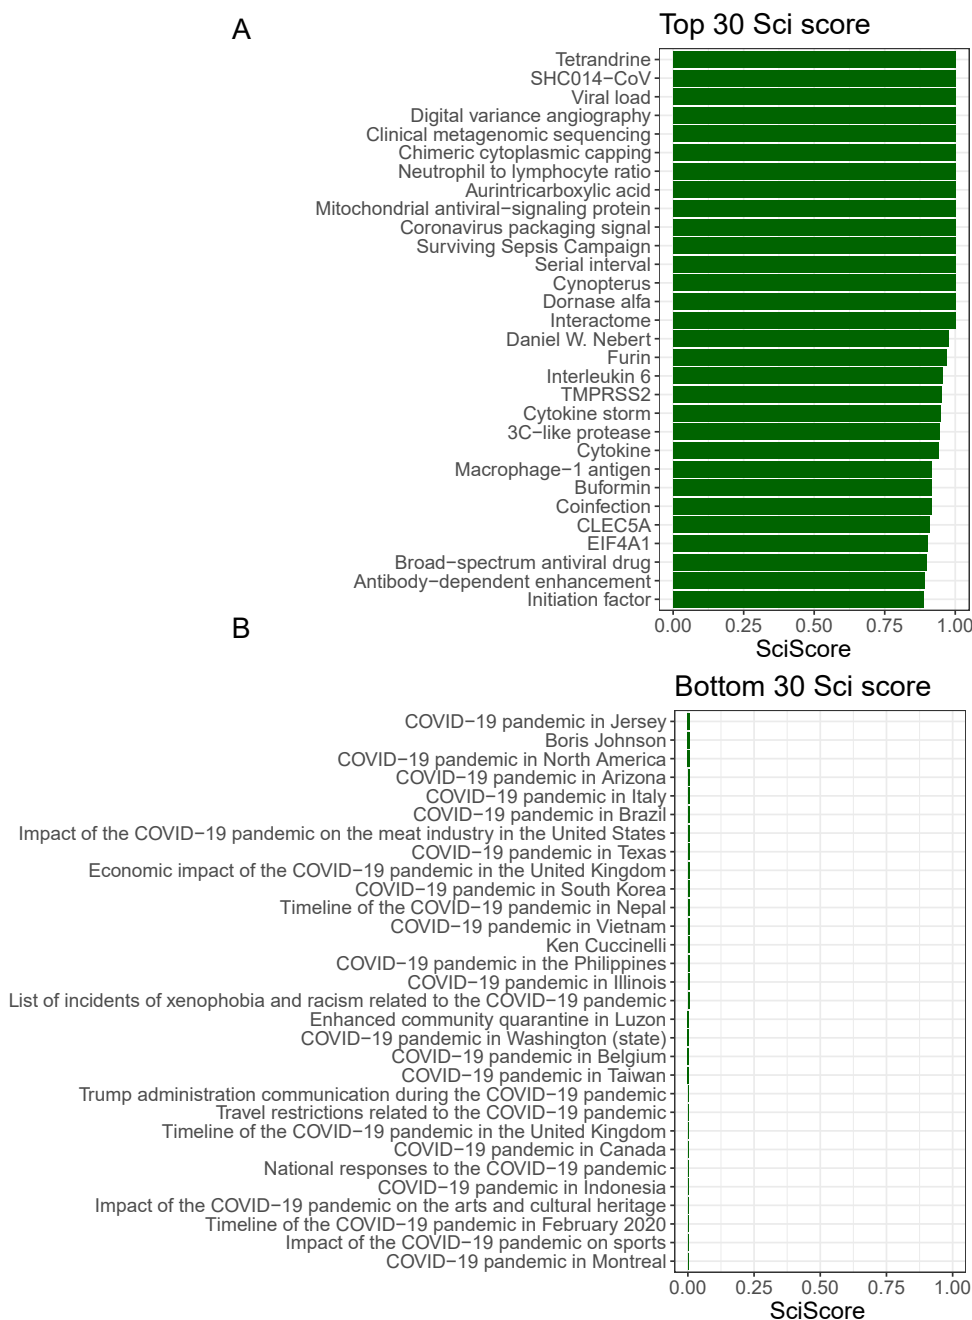 A
Top 30 Sci score
Tetrandrine
SHC014−CoV
Viral load
Digital variance angiography
Clinical metagenomic sequencing
Chimeric cytoplasmic capping
Neutrophil to lymphocyte ratio
Aurintricarboxylic acid
Mitochondrial antiviral−signaling protein
Coronavirus packaging signal
Surviving Sepsis Campaign
Serial interval
Cynopterus
Dornase alfa
Interactome
Daniel W. Nebert
Furin
Interleukin 6
TMPRSS2
Cytokine storm
3C−like protease
Cytokine
Macrophage−1 antigen
Buformin
Coinfection
CLEC5A
EIF4A1
Broad−spectrum antiviral drug
Antibody−dependent enhancement
Initiation factor
0.00 0.25 0.50 0.75 1.00
SciScore
B
Bottom 30 Sci score
COVID−19 pandemic in Jersey
Boris Johnson
COVID−19 pandemic in North America
COVID−19 pandemic in Arizona
COVID−19 pandemic in Italy
COVID−19 pandemic in Brazil
Impact of the COVID−19 pandemic on the meat industry in the United States
COVID−19 pandemic in Texas
Economic impact of the COVID−19 pandemic in the United Kingdom
COVID−19 pandemic in South Korea
Timeline of the COVID−19 pandemic in Nepal
COVID−19 pandemic in Vietnam
Ken Cuccinelli
COVID−19 pandemic in the Philippines
COVID−19 pandemic in Illinois
List of incidents of xenophobia and racism related to the COVID−19 pandemic
Enhanced community quarantine in Luzon
COVID−19 pandemic in Washington (state)
COVID−19 pandemic in Belgium
COVID−19 pandemic in Taiwan
Trump administration communication during the COVID−19 pandemic
Travel restrictions related to the COVID−19 pandemic
Timeline of the COVID−19 pandemic in the United Kingdom
COVID−19 pandemic in Canada
National responses to the COVID−19 pandemic
COVID−19 pandemic in Indonesia
Impact of the COVID−19 pandemic on the arts and cultural heritage
Timeline of the COVID−19 pandemic in February 2020
Impact of the COVID−19 pandemic on sports
COVID−19 pandemic in Montreal
0.00 0.25 0.50 0.75 1.00
SciScore